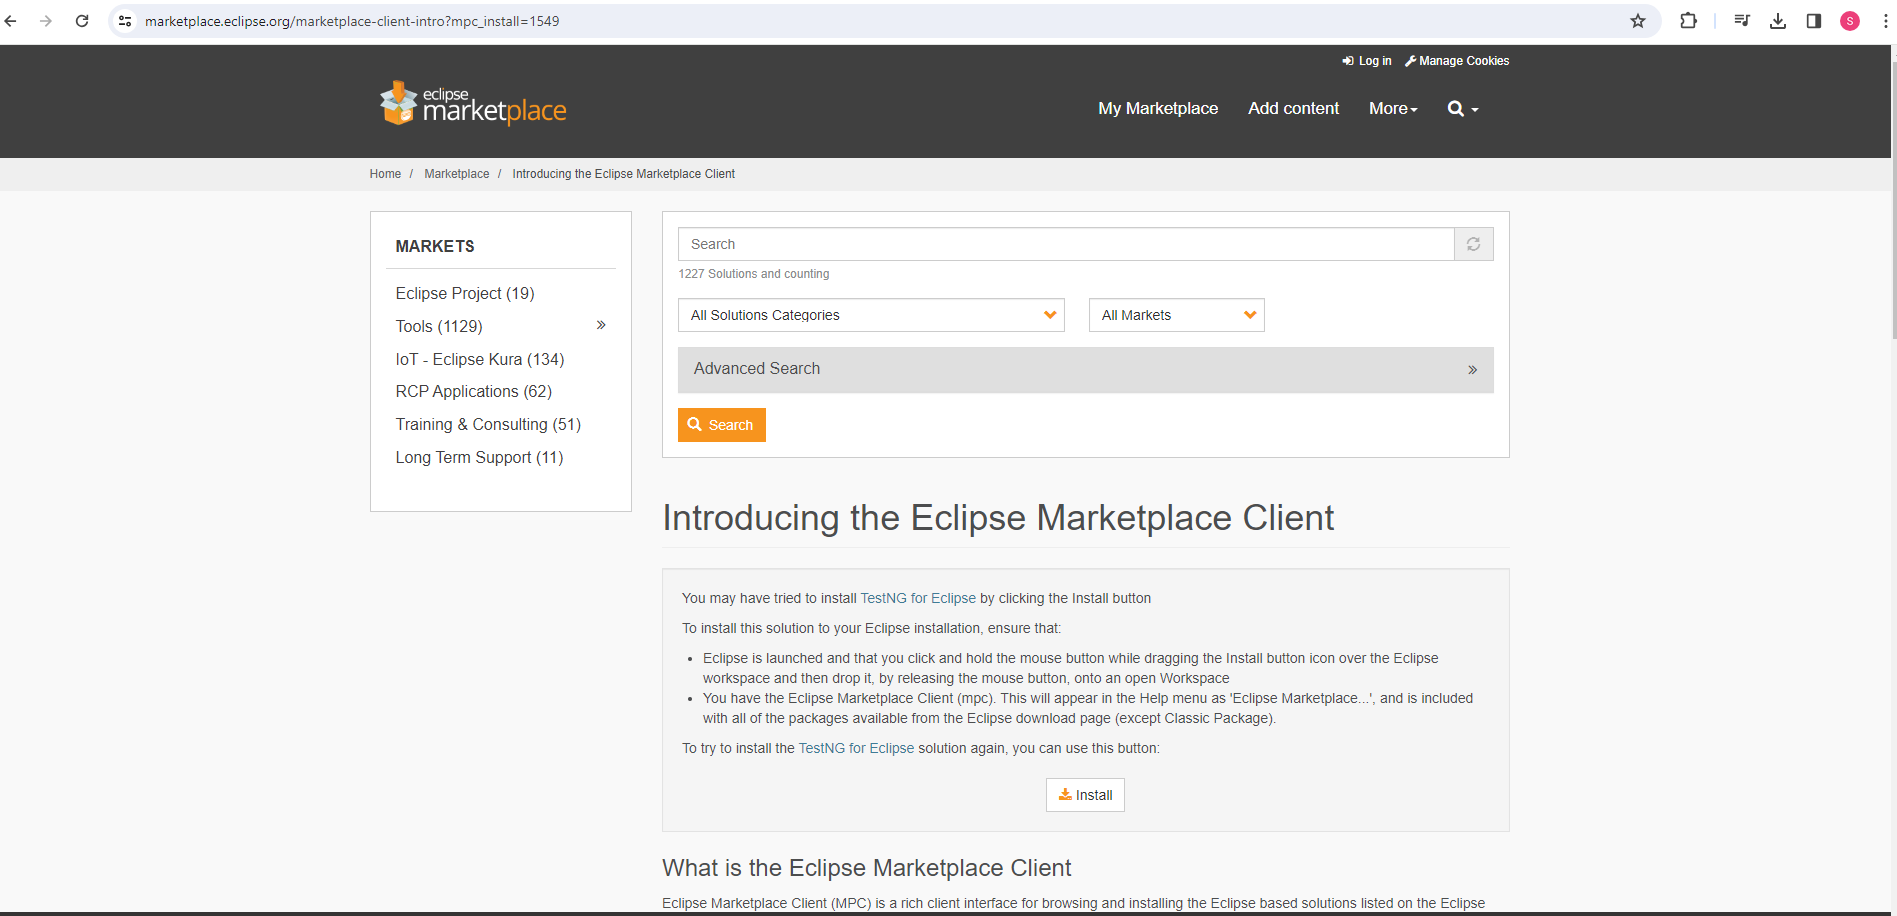 marketplace.eclipse.org/marketplace-client-intro?mpc_install=1549
S
Log in Manage Cookies
eclipse
marketplace
My Marketplace Add content More
Home / Marketplace / Introducing the Eclipse Marketplace Client
MARKETS
Eclipse Project (19)
Tools (1129) »
IoT - Eclipse Kura (134)
RCP Applications (62)
Training & Consulting (51)
Long Term Support (11)
Search
1227 Solutions and counting
All Solutions Categories All Markets
Advanced Search »
Search
Introducing the Eclipse Marketplace Client
You may have tried to install TestNG for Eclipse by clicking the Install button
To install this solution to your Eclipse installation, ensure that:
• Eclipse is launched and that you click and hold the mouse button while dragging the Install button icon over the Eclipse
workspace and then drop it, by releasing the mouse button, onto an open Workspace
• You have the Eclipse Marketplace Client (mpc). This will appear in the Help menu as 'Eclipse Marketplace...', and is included
with all of the packages available from the Eclipse download page (except Classic Package).
To try to install the TestNG for Eclipse solution again, you can use this button:
Install
What is the Eclipse Marketplace Client
Eclipse Marketplace Client (MPC) is a rich client interface for browsing and installing the Eclipse based solutions listed on the Eclipse